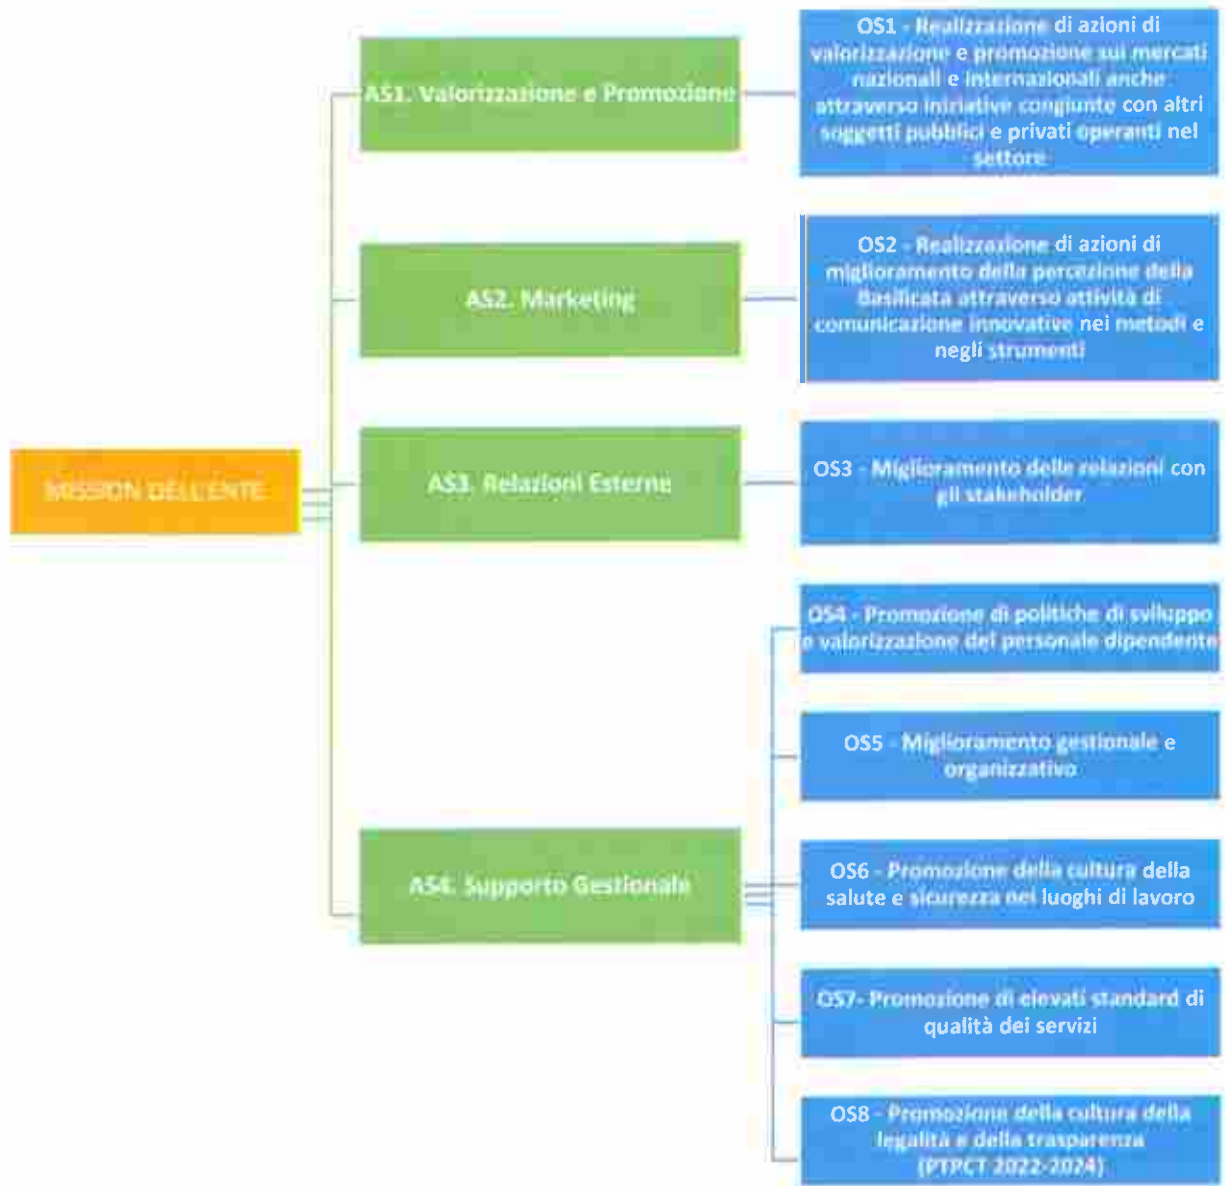 OS1 - Realizzazione di azioni di
valorizzazione e promozione sui mercati
nazionali e internazionali anche
attraverso iniziative congiunte con altri
soggetti pubblici e privati operanti nel
settore
AS1. Valorizzazione e Promozione
OS2 - Realizzazione di azioni di
miglioramento della percezione della
Basilicata attraverso attività di
comunicazione innovative nei metodi e
negli strumenti
AS2. Marketing
MISSION DELL'ENTE
AS3. Relazioni Esterne
OS3 - Miglioramento delle relazioni con
gli stakeholder
OS4 - Promozione di politiche di sviluppo
e valorizzazione del personale dipendente
OS5 - Miglioramento gestionale e
organizzativo
AS4. Supporto Gestionale
OS6 - Promozione della cultura della
salute e sicurezza nei luoghi di lavoro
OS7- Promozione di elevati standard di
qualità dei servizi
OS8 - Promozione della cultura della
legalità e della trasparenza
(PTPCT 2022-2024)